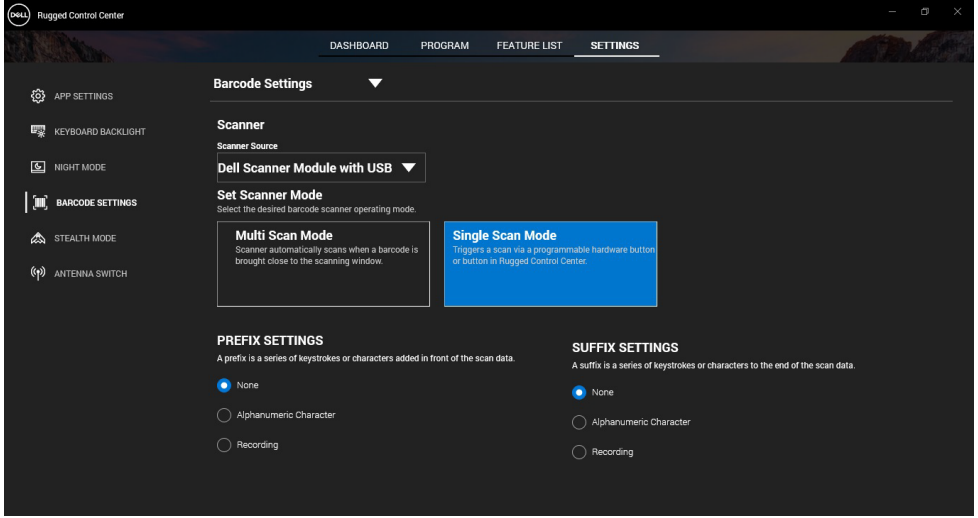 DELL
Rugged Control Center
DASHBOARD
PROGRAM
FEATURE LIST
SETTINGS
APP SETTINGS
KEYBOARD BACKLIGHT
NIGHT MODE
BARCODE SETTINGS
STEALTH MODE
ANTENNA SWITCH
Barcode Settings
Scanner
Scanner Source
Dell Scanner Module with USB
Set Scanner Mode
Select the desired barcode scanner operating mode.
Multi Scan Mode
Scanner automatically scans when a barcode is
brought close to the scanning window.
Single Scan Mode
Triggers a scan via a programmable hardware button
or button in Rugged Control Center.
PREFIX SETTINGS
A prefix is a series of keystrokes or characters added in front of the scan data.
None
Alphanumeric Character
Recording
SUFFIX SETTINGS
A suffix is a series of keystrokes or characters to the end of the scan data.
None
Alphanumeric Character
Recording